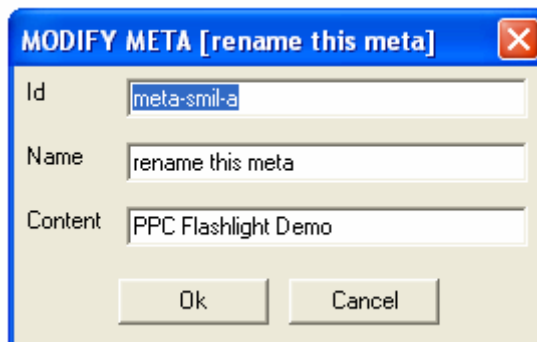 MODIFY META [rename this meta]
Id meta-smil-a
Name rename this meta
Content PPC Flashlight Demo
Ok Cancel